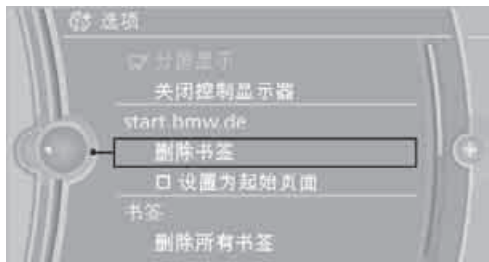 选项
分屏显示
关闭控制显示器
start.bmw.de
删除书签
设置为起始页面
书签
删除所有书签